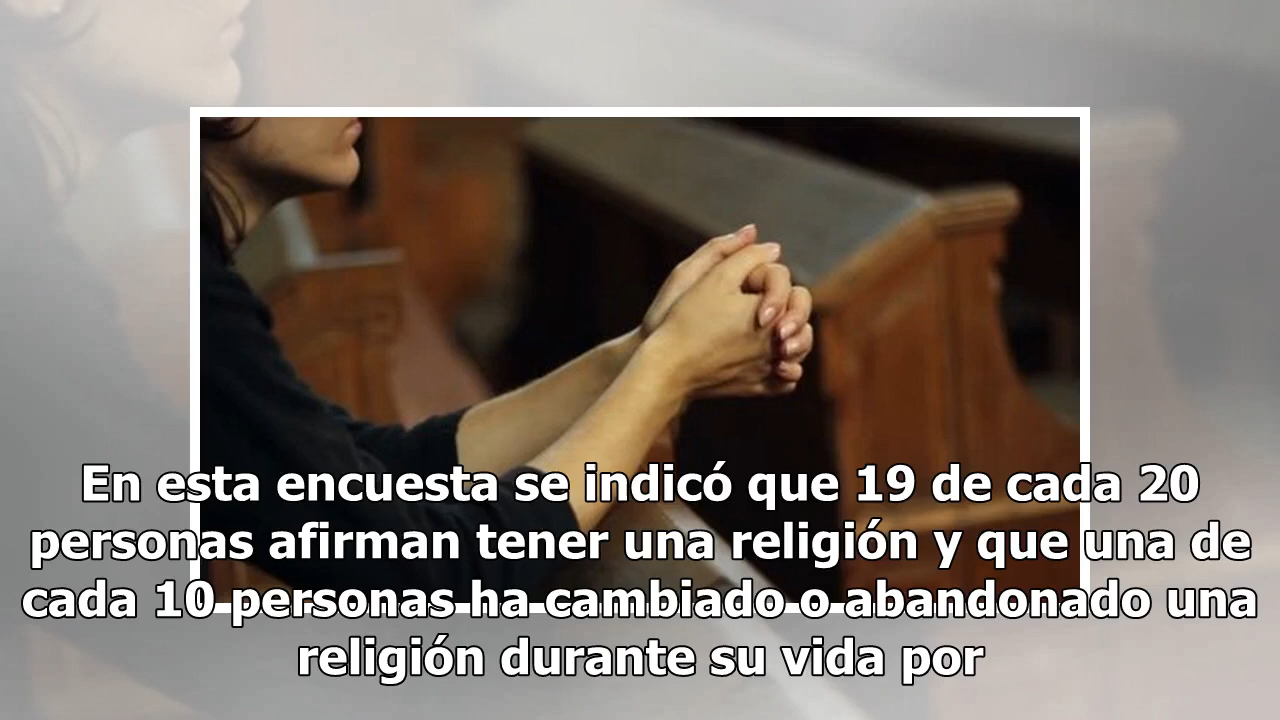 En esta encuesta se indicó que 19 de cada 20
personas afirman tener una religión y que una de
cada 10 personas ha cambiado o abandonado una
religión durante su vida por